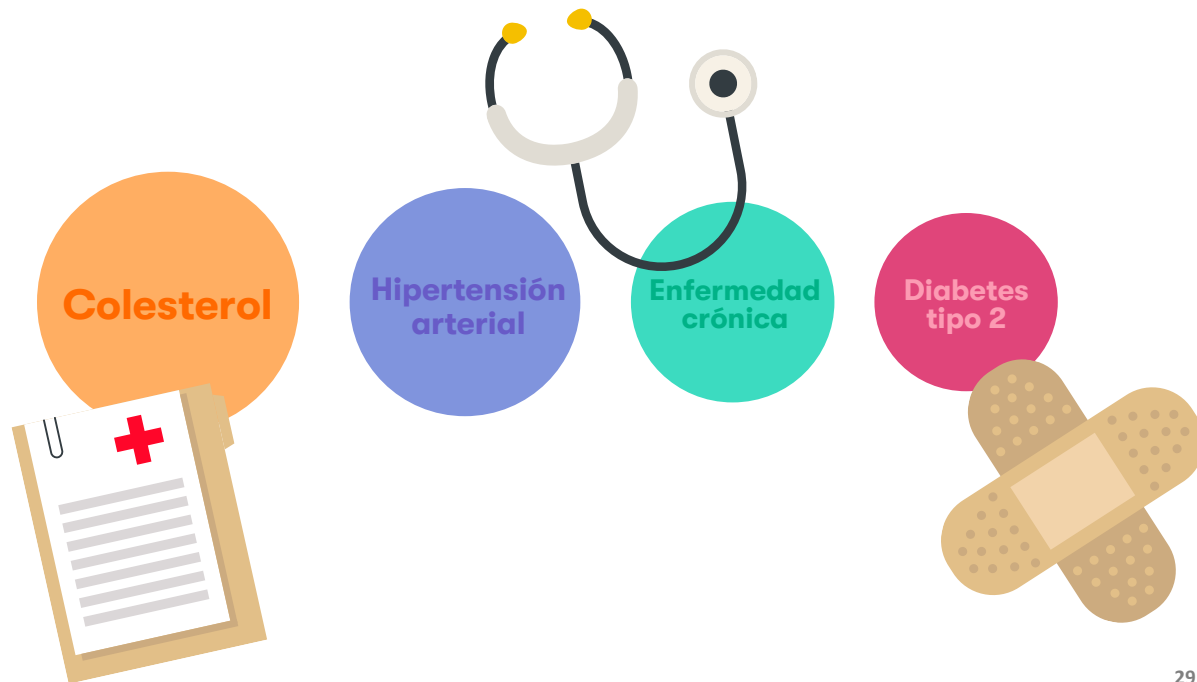 Colesterol
Hipertensión
arterial
Enfermedad
crónica
Diabetes
tipo 2
29